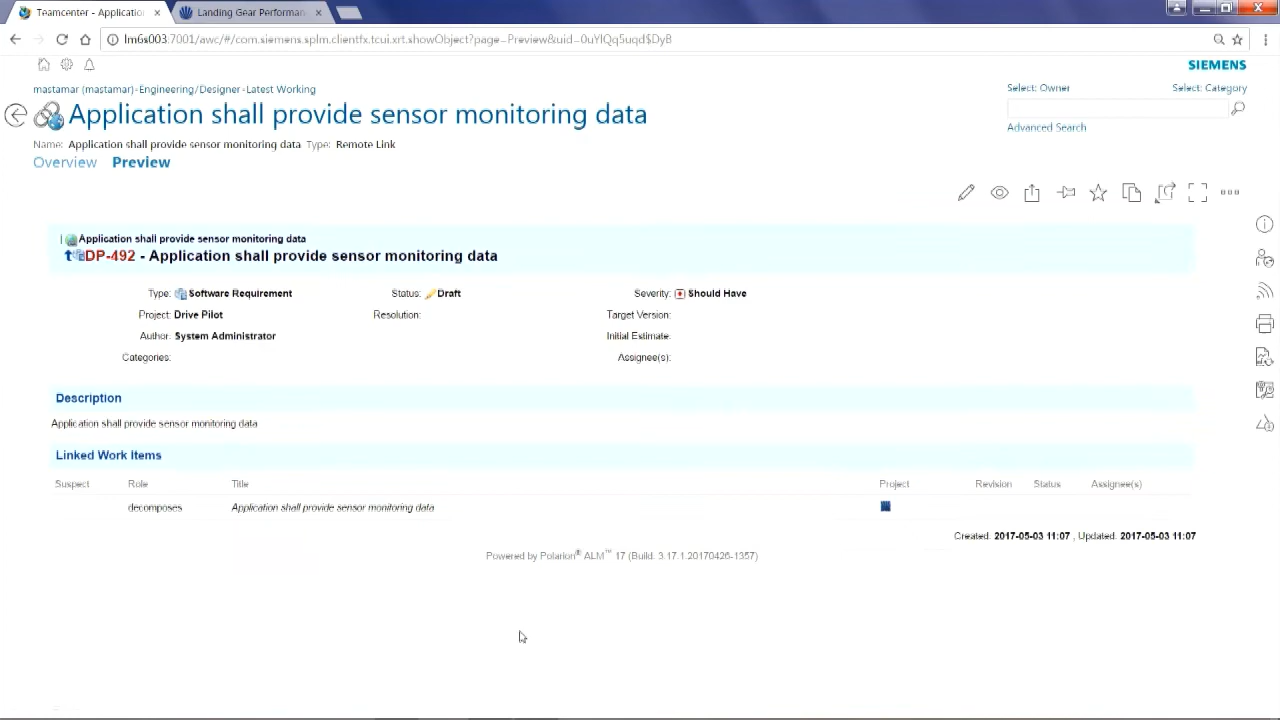 Teamcenter - Applicatio
Landing Gear Performan
lm6s003:7001/awc/#/com.siemens.splm.clientfx.tcui.xrt.showObject?page=Preview&uid=0uYlQq5uqd$DyB
SIEMENS
mastamar (mastamar) - Engineering/Designer - Latest Working
Select: Owner Select: Category
Application shall provide sensor monitoring data
Advanced Search
Name: Application shall provide sensor monitoring data Type: Remote Link
Overview Preview
Application shall provide sensor monitoring data
DP-492 - Application shall provide sensor monitoring data
Type: Software Requirement Status: Draft Severity: Should Have
Project: Drive Pilot Resolution: Target Version:
Author: System Administrator Initial Estimate:
Categories: Assignee(s):
Description
Application shall provide sensor monitoring data
Linked Work Items
Suspect Role Title Project Revision Status Assignee(s)
decomposes Application shall provide sensor monitoring data
Created: 2017-05-03 11:07 , Updated: 2017-05-03 11:07
Powered by Polarion® ALM™ 17 (Build: 3.17.1.20170426-1357)